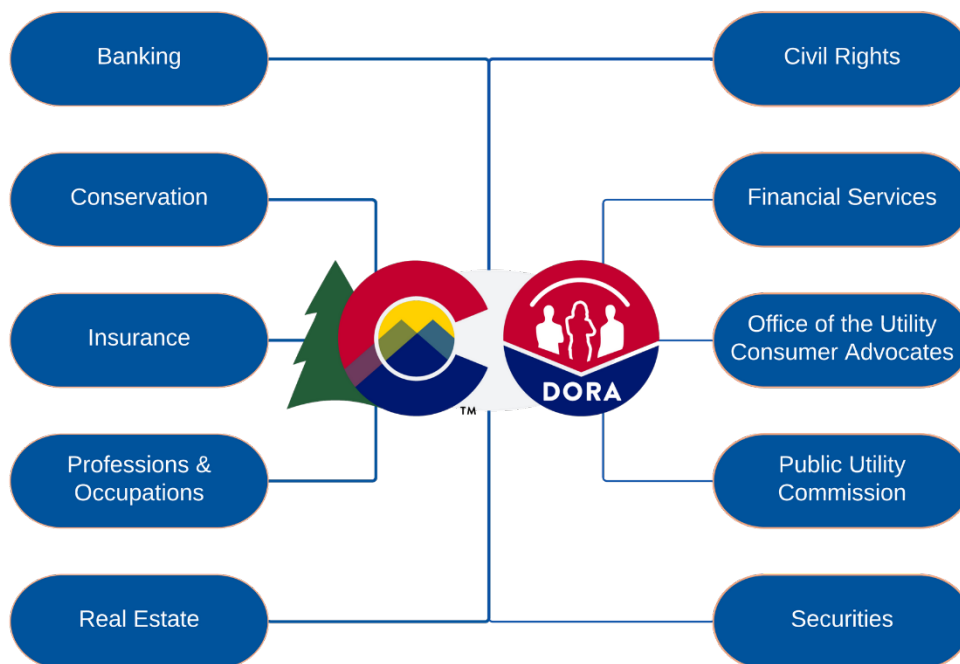 Banking
Civil Rights
Conservation
Financial Services
Insurance
Office of the Utility
Consumer Advocates
DORA
TM
Professions &
Occupations
Public Utility
Commission
Real Estate
Securities